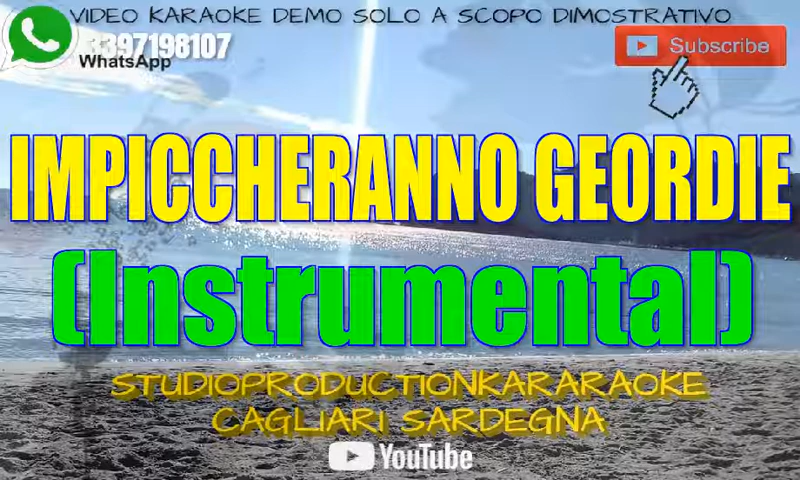 VIDEO KARAOKE DEMO SOLO A SCOPO DIMOSTRATIVO
3397198107
WhatsApp
Subscribe
IMPICCHERANNO GEORDIE
(Instrumental)
STUDIOPRODUCTIONKARARAOKE
CAGLIARI SARDEGNA
YouTube